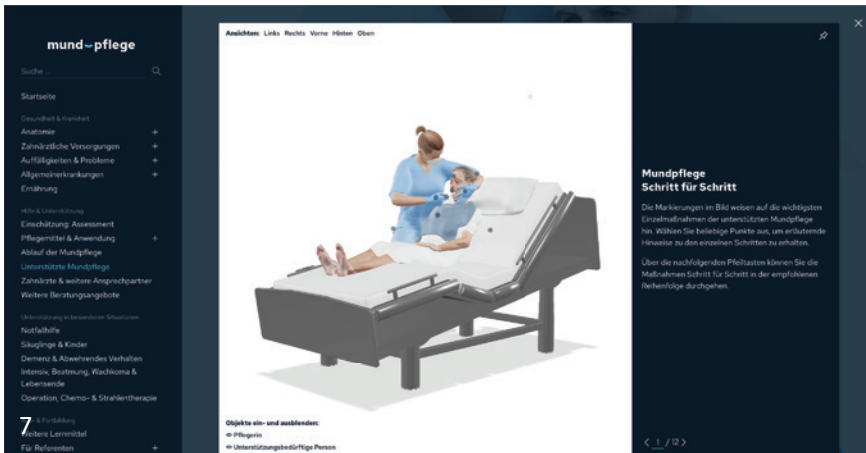 mund~pflege
Suche ...
Startseite
Gesundheit & Krankheit
Anatomie +
Zahnärztliche Versorgungen +
Auffälligkeiten & Probleme +
Allgemeinerkrankungen +
Ernährung
Hilfe & Unterstützung
Einschätzung: Assessment
Pflegemittel & Anwendung +
Ablauf der Mundpflege
Unterstützte Mundpflege
Zahnärzte & weitere Ansprechpartner
Weitere Beratungsangebote
Unterstützung in besonderen Situationen
Notfallhilfe
Säuglinge & Kinder
Demenz & Abwehrendes Verhalten
Intensiv, Beatmung, Wachkoma &
Lebensende
Operation, Chemo- & Strahlentherapie
& Fortbildung
7
Weitere Lernmittel
Für Referenten +
Ansichten: Links Rechts Vorne Hinten Oben
Objekte ein- und ausblenden:
Pflegerin
Unterstützungsbedürftige Person
Mundpflege
Schritt für Schritt
Die Markierungen im Bild weisen auf die wichtigsten
Einzelmaßnahmen der unterstützten Mundpflege
hin. Wählen Sie beliebige Punkte aus, um erläuternde
Hinweise zu den einzelnen Schritten zu erhalten.
Über die nachfolgenden Pfeiltasten können Sie die
Maßnahmen Schritt für Schritt in der empfohlenen
Reihenfolge durchgehen.
< 1 / 12 >